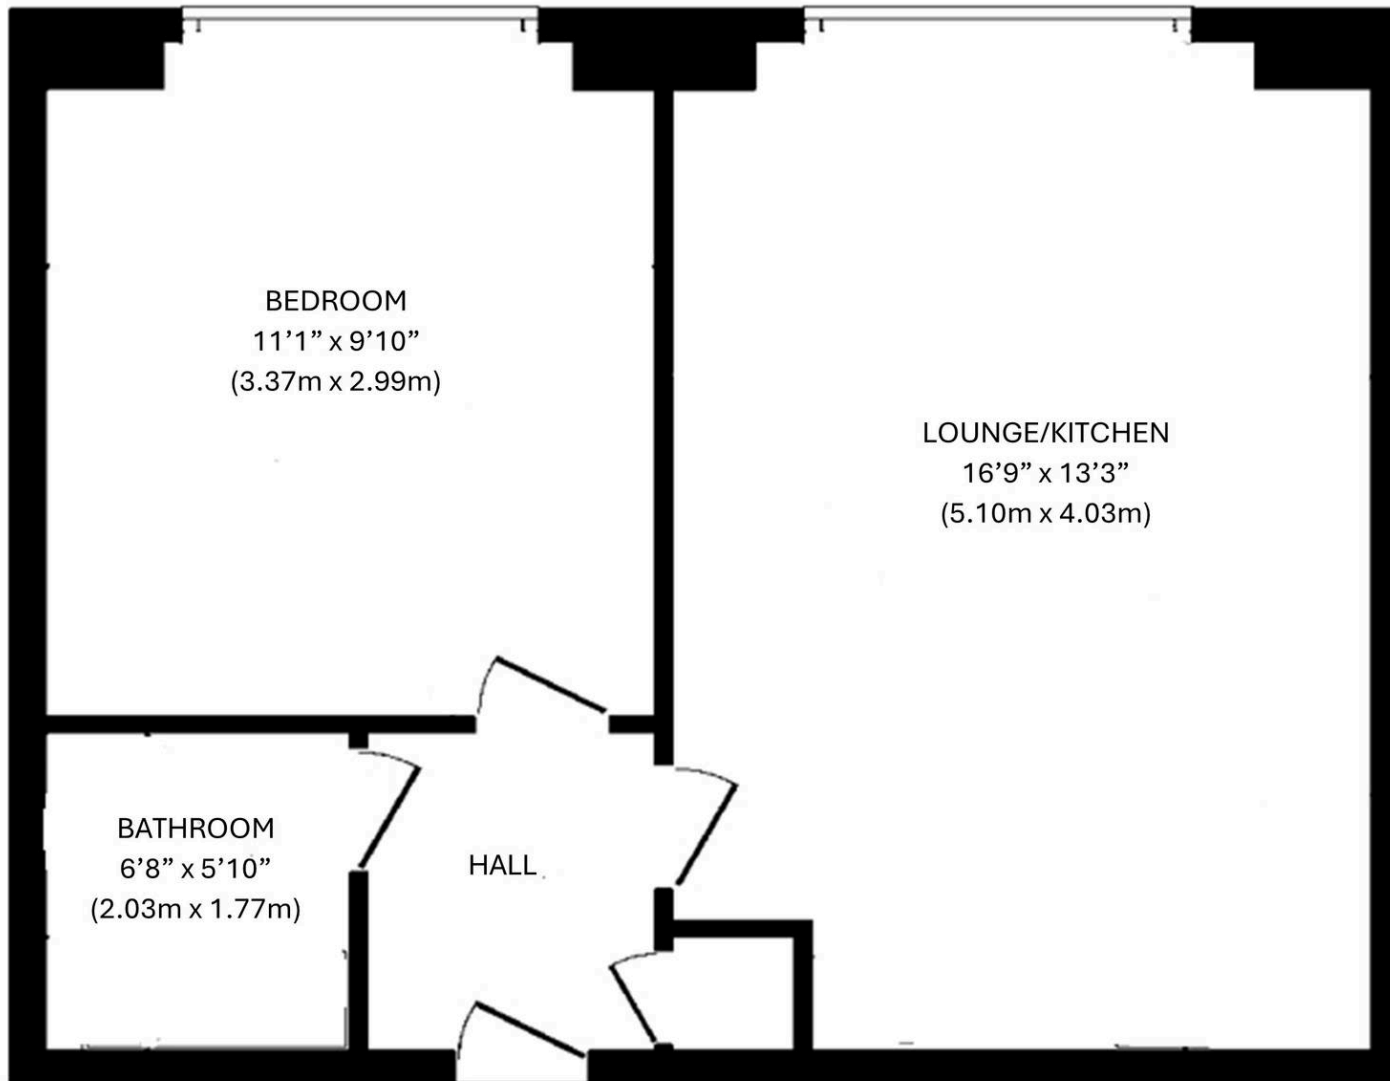 BEDROOM
11’1” x 9’10”
(3.37m x 2.99m)
LOUNGE/KITCHEN
16’9” x 13’3”
(5.10m x 4.03m)
BATHROOM
6’8” x 5’10”
(2.03m x 1.77m)
HALL